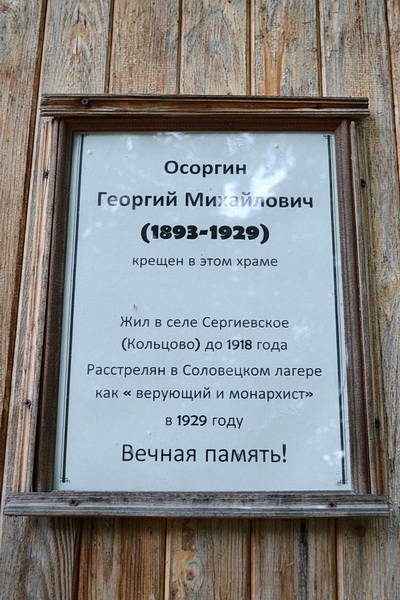 Осоргин
Георгий Михайлович
(1893-1929)
крещен в этом храме
Жил в селе Сергиевское
(Кольцово) до 1918 года
Расстрелян в Соловецком лагере
как « верующий и монархист»
в 1929 году
Вечная память!